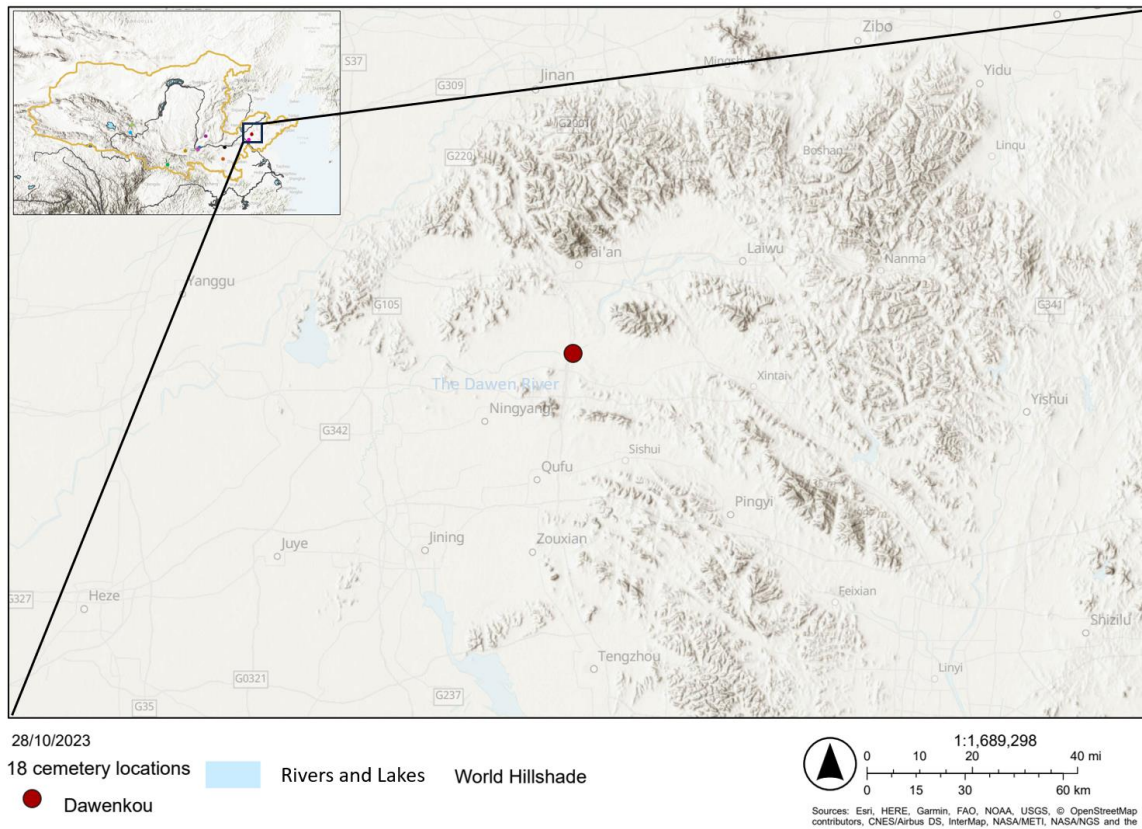 Zibo
S37
Jinan
Mingshui
Yidu
G309
G2001
G220
Boshan
Linqu
Tai'an
Laiwu
Nanma
Yanggu
G105
G341
The Dawen River
Xintai
Ningyang
Yishui
G342
Sishui
Qufu
Pingyi
Juye
Jining
Zouxian
G327
Heze
Feixian
Shizilu
Tengzhou
Linyi
G0321
G237
G35
28/10/2023
18 cemetery locations
Rivers and Lakes
World Hillshade
Dawenkou
1:1,689,298
0 10 20 40 mi
0 15 30 60 km
Sources: Esri, HERE, Garmin, FAO, NOAA, USGS, © OpenStreetMap
contributors, CNES/Airbus DS, InterMap, NASA/METI, NASA/NGS and the